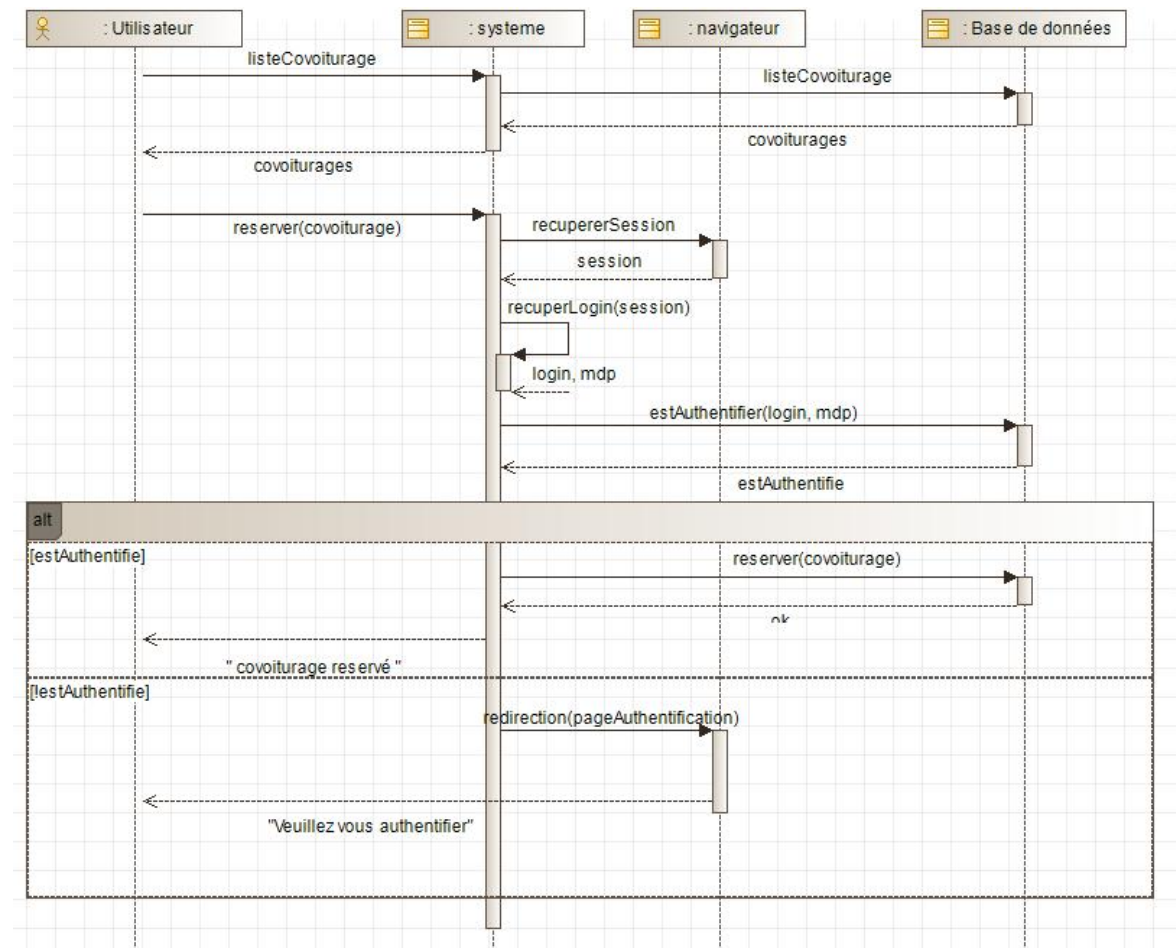 : Utilisateur
: systeme
: navigateur
: Base de données
listeCovoiturage
listeCovoiturage
covoiturages
covoiturages
reserver(covoiturage)
recupererSession
session
recuperLogin(session)
login, mdp
estAuthentifier(login, mdp)
estAuthentifie
alt
[estAuthentifie]
reserver(covoiturage)
ok
" covoiturage reservé "
[!estAuthentifie]
redirection(pageAuthentification)
"Veuillez vous authentifier"